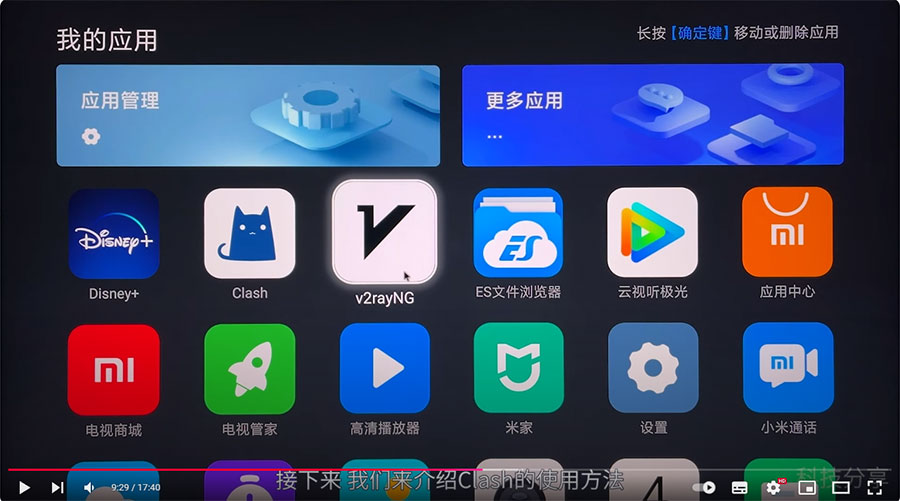 我的应用
长按 [确定键] 移动或删除应用
应用管理
更多应用
Disney+
Disney+
Clash
v2rayNG
ES
ES文件浏览器
云视听极光
mi
应用中心
mi
电视商城
电视管家
高清播放器
米家
设置
mi
小米通话
4
接下来 我们来介绍Clash的使用方法
科技分享
9:29 / 17:40
HD